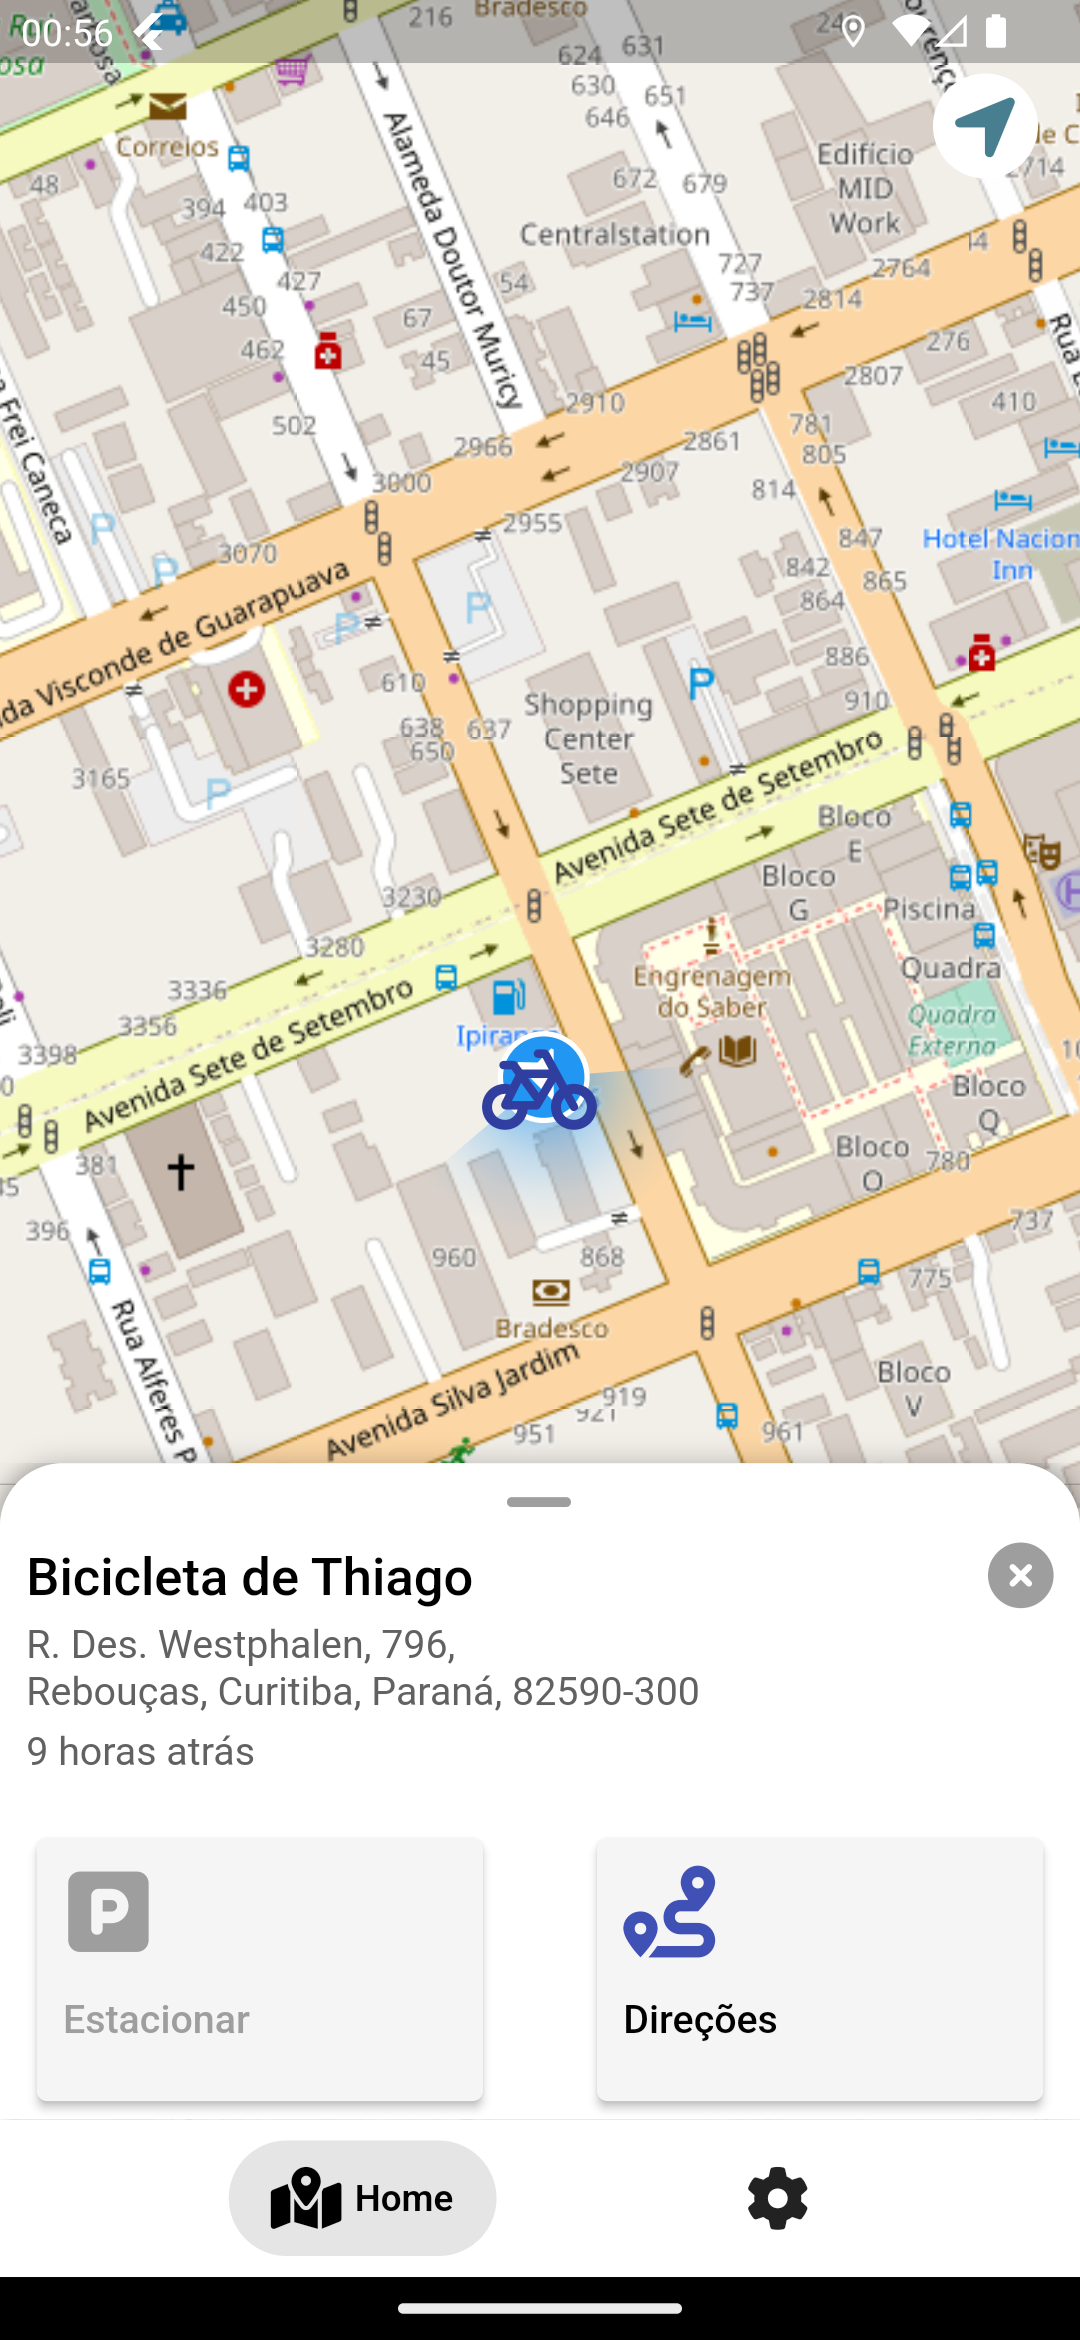 00:56
216
Bradesco
624
631
630
651
646
Correios
48
394
403
422
427
450
462
502
Alameda Doutor Muricy
54
67
45
672
679
Centralstation
727
737
Edifício
MID
Work
2714
2764
2814
276
2807
410
2910
2966
2861
2907
3000
2955
781
805
814
847
842
865
864
886
910
Hotel Nacion
Inn
Frei Caneca
P
P
P
P
P
P
3070
da Visconde de Guarapuava
610
638
637
650
Shopping
Center
Sete
3165
Avenida Sete de Setembro
Bloco
E
Bloco
G
Piscina
Quadra
Quadra
Externa
Engrenagem
do Saber
3230
3280
3336
3356
3398
Avenida Sete de Setembro
Bloco
Q
Bloco
O
780
381
396
960
868
737
775
Bradesco
Avenida Silva Jardim
919
921
951
961
Bloco
V
Rua Alferes P
Bicicleta de Thiago
R. Des. Westphalen, 796,
Rebouças, Curitiba, Paraná, 82590-300
9 horas atrás
P
Estacionar
Direções
Home